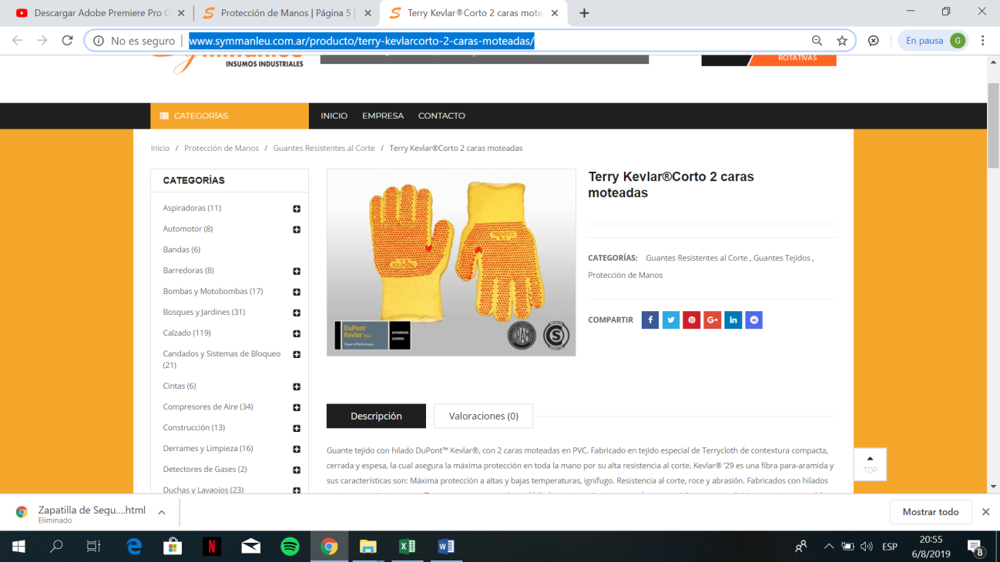 Descargar Adobe Premiere Pro C
Protección de Manos | Página 5 |
Terry Kevlar®Corto 2 caras mote
No es seguro
www.symmanleu.com.ar/producto/terry-kevlarcorto-2-caras-moteadas/
En pausa
G
INSUMOS INDUSTRIALES
ROTATIVAS
CATEGORÍAS
INICIO
EMPRESA
CONTACTO
Inicio / Protección de Manos / Guantes Resistentes al Corte / Terry Kevlar®Corto 2 caras moteadas
CATEGORÍAS
Aspiradoras (11)
Automotor (8)
Bandas (6)
Barredoras (8)
Bombas y Motobombas (17)
Bosques y Jardines (31)
Calzado (119)
Candados y Sistemas de Bloqueo
(21)
Cintas (6)
Compresores de Aire (34)
Construcción (13)
Derrames y Limpieza (16)
Detectores de Gases (2)
Duchas y Lavaojos (23)
DuPont™
Kevlar
Power of Performance
AUTHORIZED
LICENSEE
IRAM
S
Terry Kevlar®Corto 2 caras
moteadas
CATEGORÍAS: Guantes Resistentes al Corte , Guantes Tejidos ,
Protección de Manos
COMPARTIR
Descripción
Valoraciones (0)
Guante tejido con hilado DuPont™ Kevlar®, con 2 caras moteadas en PVC. Fabricado en tejido especial de Terrycloth de contextura compacta,
cerrada y espesa, la cual asegura la máxima protección en toda la mano por su alta resistencia al corte. Kevlar® '29 es una fibra para-aramida y
sus características son: Máxima protección a altas y bajas temperaturas, ignífugo. Resistencia al corte, roce y abrasión. Fabricados con hilados
TOP
Zapatilla de Segu....html
Eliminado
Mostrar todo
ESP
20:55
6/8/2019
8